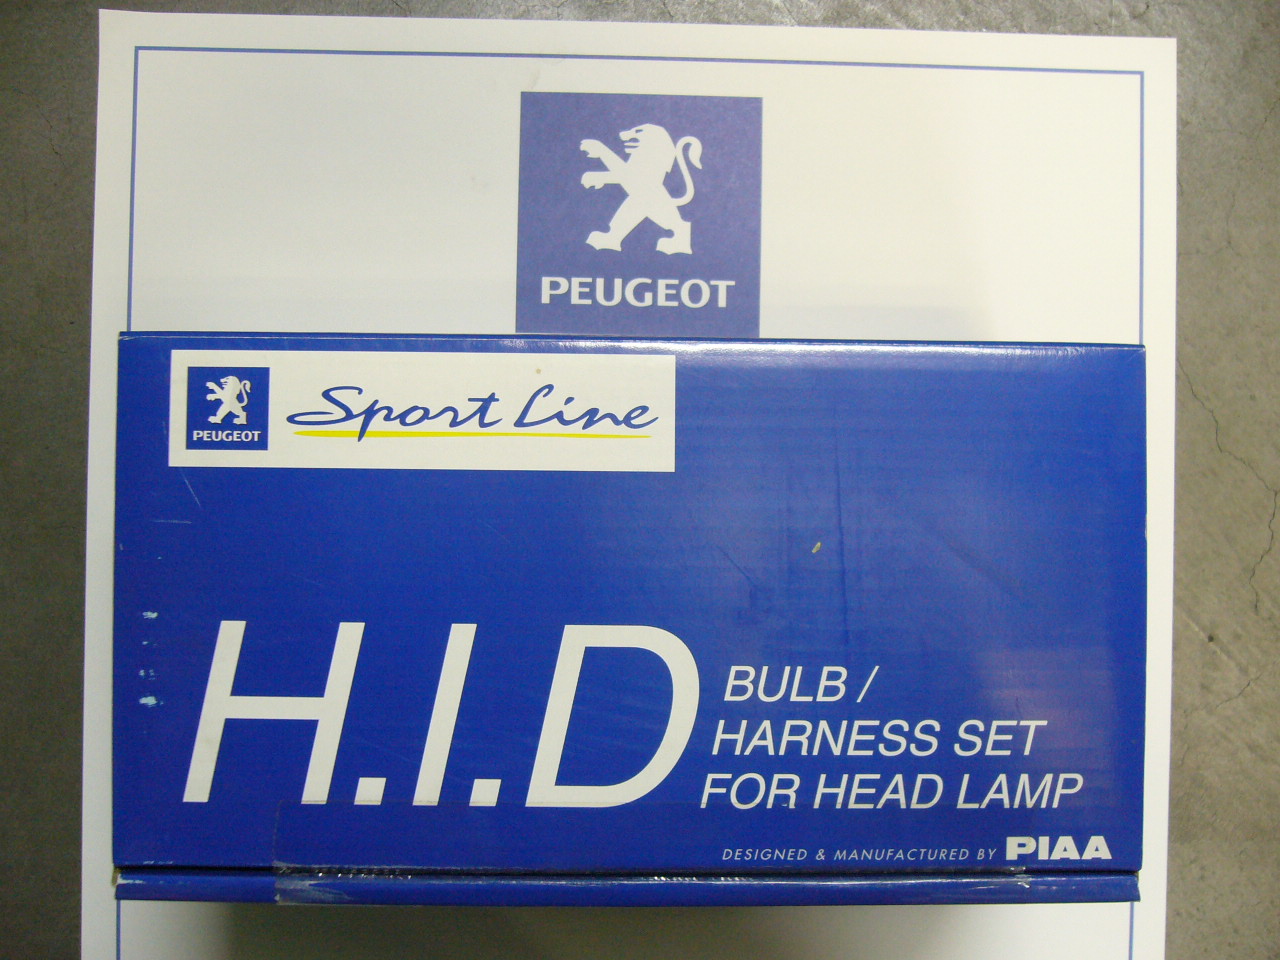 PEUGEOT
PEUGEOT
Sport Line
H.I.D
BULB /
HARNESS SET
FOR HEAD LAMP
DESIGNED & MANUFACTURED BY PIAA